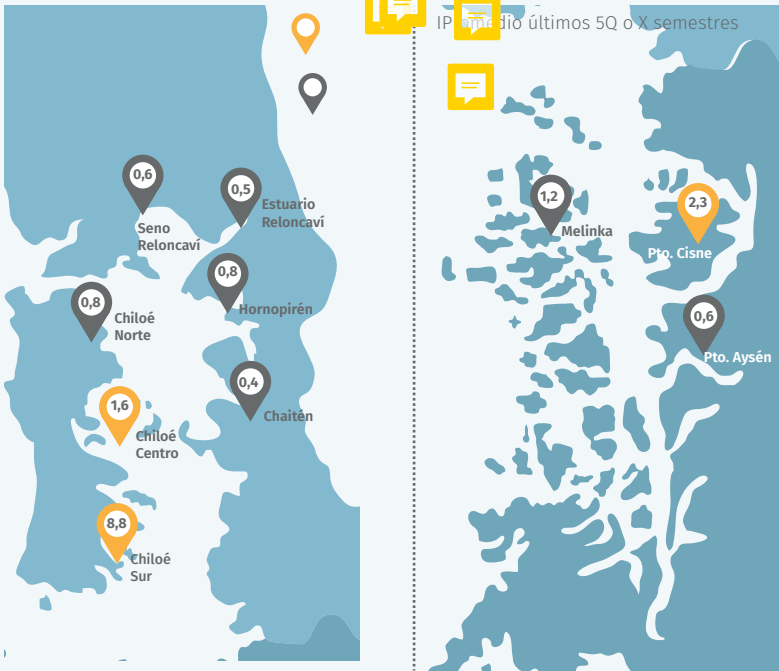 IP
dio últimos 5Q o X semestres
0,6
Seno
Reloncaví
0,5
Estuario
Reloncaví
0,8
Hornopirén
0,8
Chiloé
Norte
0,4
Chaitén
1,6
Chiloé
Centro
8,8
Chiloé
Sur
1,2
Melinka
2,3
Pto. Cisne
0,6
Pto. Aysén